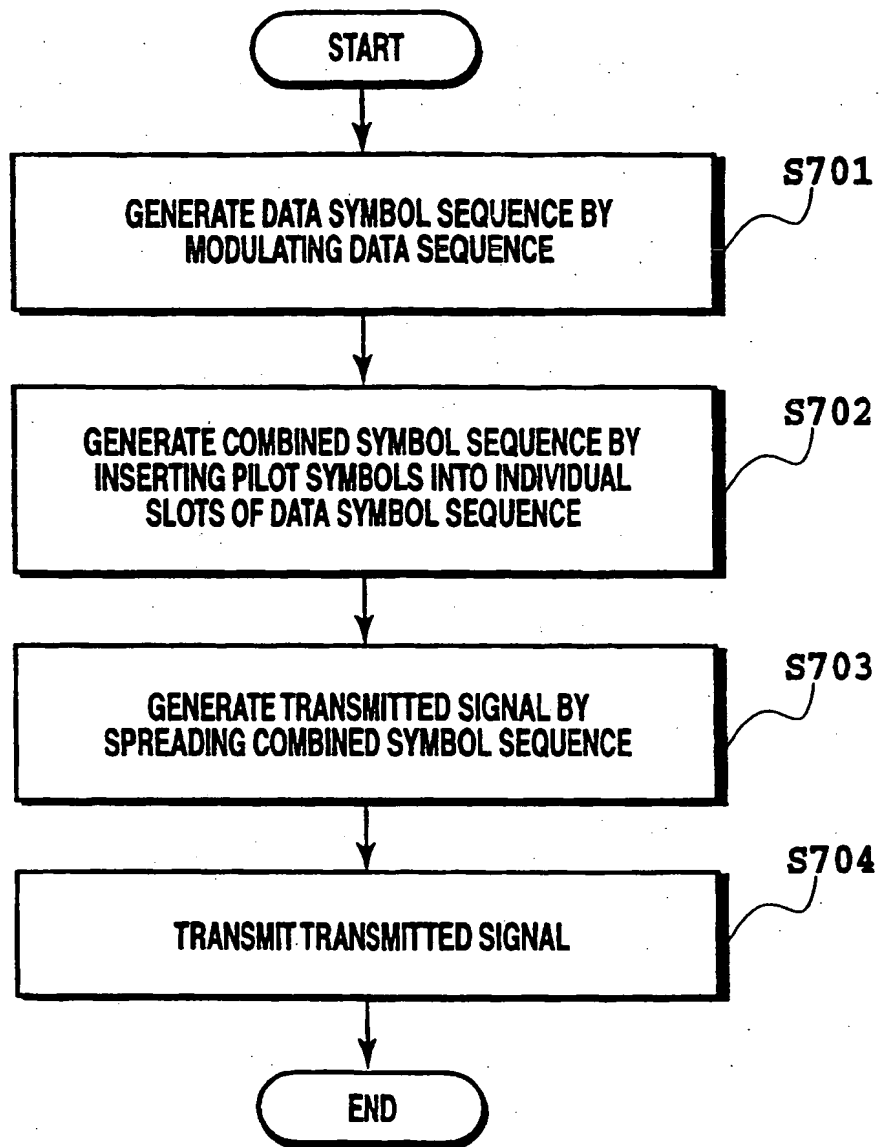 START
S701
GENERATE DATA SYMBOL SEQUENCE BY
MODULATING DATA SEQUENCE
S702
GENERATE COMBINED SYMBOL SEQUENCE BY
INSERTING PILOT SYMBOLS INTO INDIVIDUAL
SLOTS OF DATA SYMBOL SEQUENCE
S703
GENERATE TRANSMITTED SIGNAL BY
SPREADING COMBINED SYMBOL SEQUENCE
S704
TRANSMIT TRANSMITTED SIGNAL
END